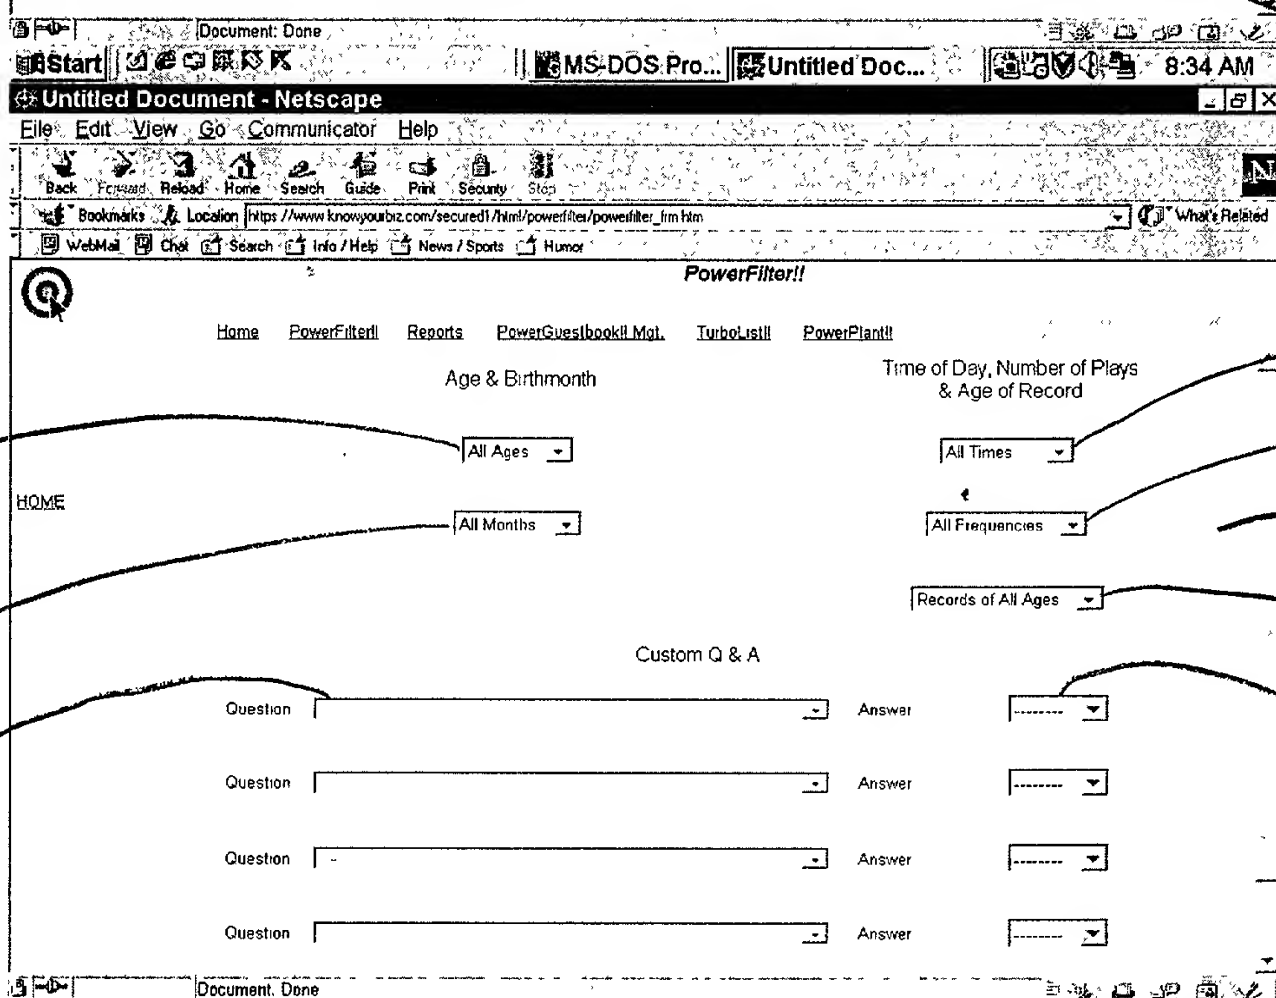 Document: Done
Start MS-DOS Pro... Untitled Doc... 8:34 AM
Untitled Document - Netscape
File Edit View Go Communicator Help
Back Forward Reload Home Search Guide Print Security Stop
Bookmarks Location https://www.knowyourbiz.com/secured1/html/powerfilter/powerfilter_frm.htm What's Related
WebMail Chat Search Info / Help News / Sports Humor
PowerFilter!!
Home PowerFilter!! Reports PowerGuestbook!! Mgt. TurboList!! PowerPlant!!
Age & Birthmonth
Time of Day, Number of Plays
& Age of Record
All Ages
All Times
HOME
All Months
All Frequencies
Records of All Ages
Custom Q & A
Question Answer --------
Question Answer --------
Question - Answer --------
Question Answer --------
Document. Done